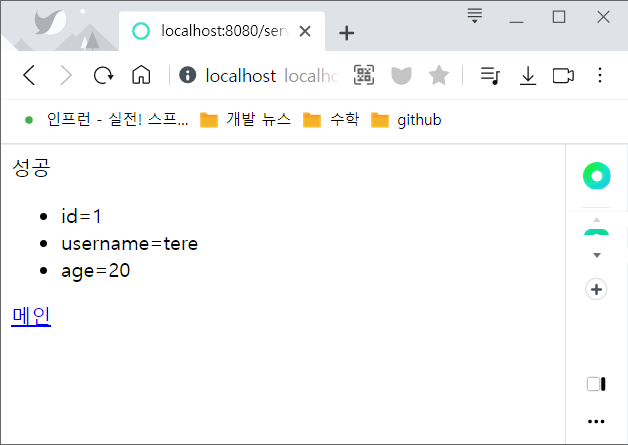 localhost:8080/serv
localhost localho
인프런 - 실전! 스프... 개발 뉴스 수학 github
성공
id=1
username=tere
age=20
메인